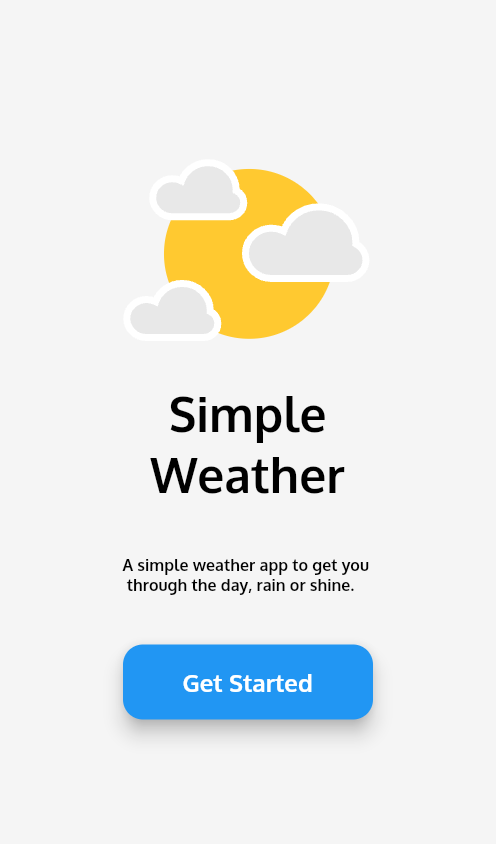 Simple
Weather
A simple weather app to get you
through the day, rain or shine.
Get Started